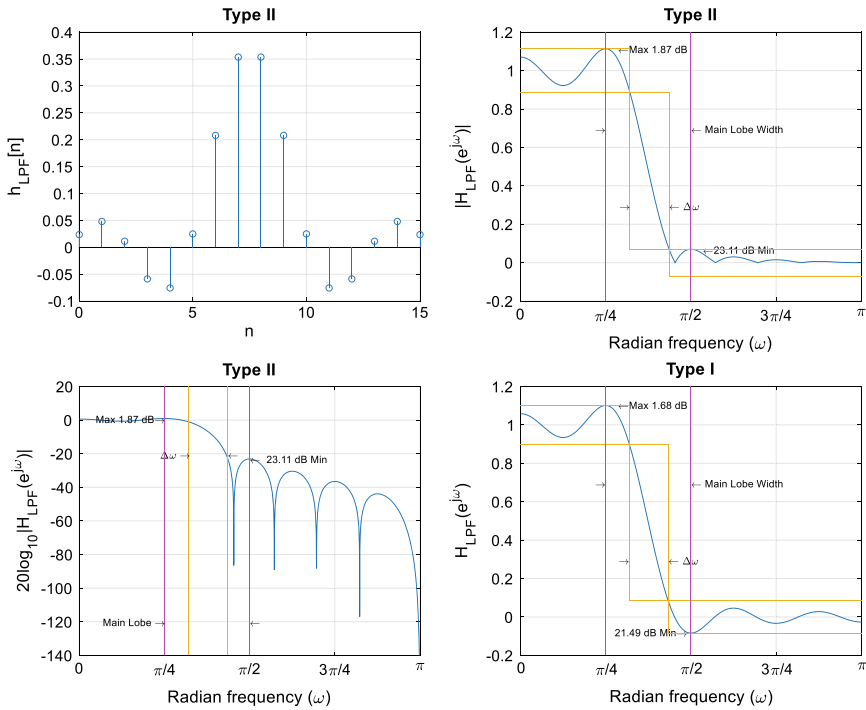 Type II
0.4
0.35
0.3
0.25
0.2
0.15
0.1
0.05
0
-0.05
-0.1
0
5
10
15
n
h_LPF[n]
Type II
1.2
1
0.8
0.6
0.4
0.2
0
-0.2
0
π/4
π/2
3π/4
π
Radian frequency (ω)
|H_LPF(e^jω)|
←Max 1.87 dB
→
← Main Lobe Width
→
← Δω
←23.11 dB Min
Type II
20
0
-20
-40
-60
-80
-100
-120
-140
0
π/4
π/2
3π/4
π
Radian frequency (ω)
20log_10|H_LPF(e^jω)|
Max 1.87 dB →
Δω →
←
← 23.11 dB Min
Main Lobe →
←
Type I
1.2
1
0.8
0.6
0.4
0.2
0
-0.2
0
π/4
π/2
3π/4
π
Radian frequency (ω)
H_LPF(e^jω)
←Max 1.68 dB
→
← Main Lobe Width
→
← Δω
21.49 dB Min→